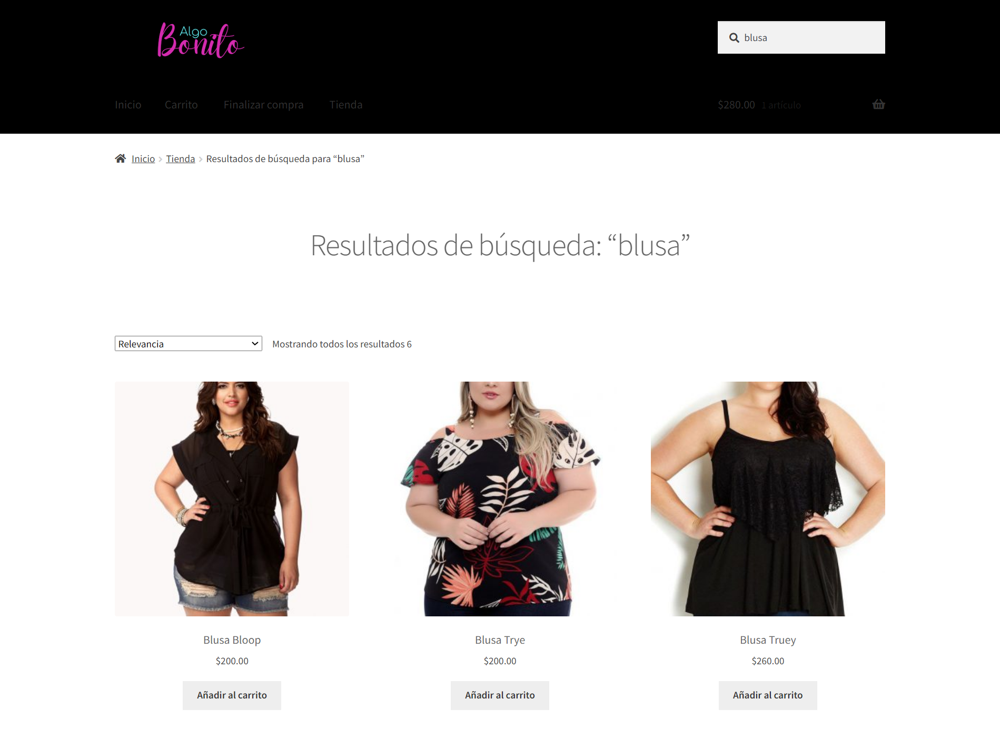 Algo
Bonito
blusa
Inicio Carrito Finalizar compra Tienda $280.00 1 artículo
Inicio Tienda Resultados de búsqueda para “blusa”
Resultados de búsqueda: “blusa”
Relevancia Mostrando todos los resultados 6
Blusa Bloop
$200.00
Añadir al carrito
Blusa Trye
$200.00
Añadir al carrito
Blusa Truey
$260.00
Añadir al carrito